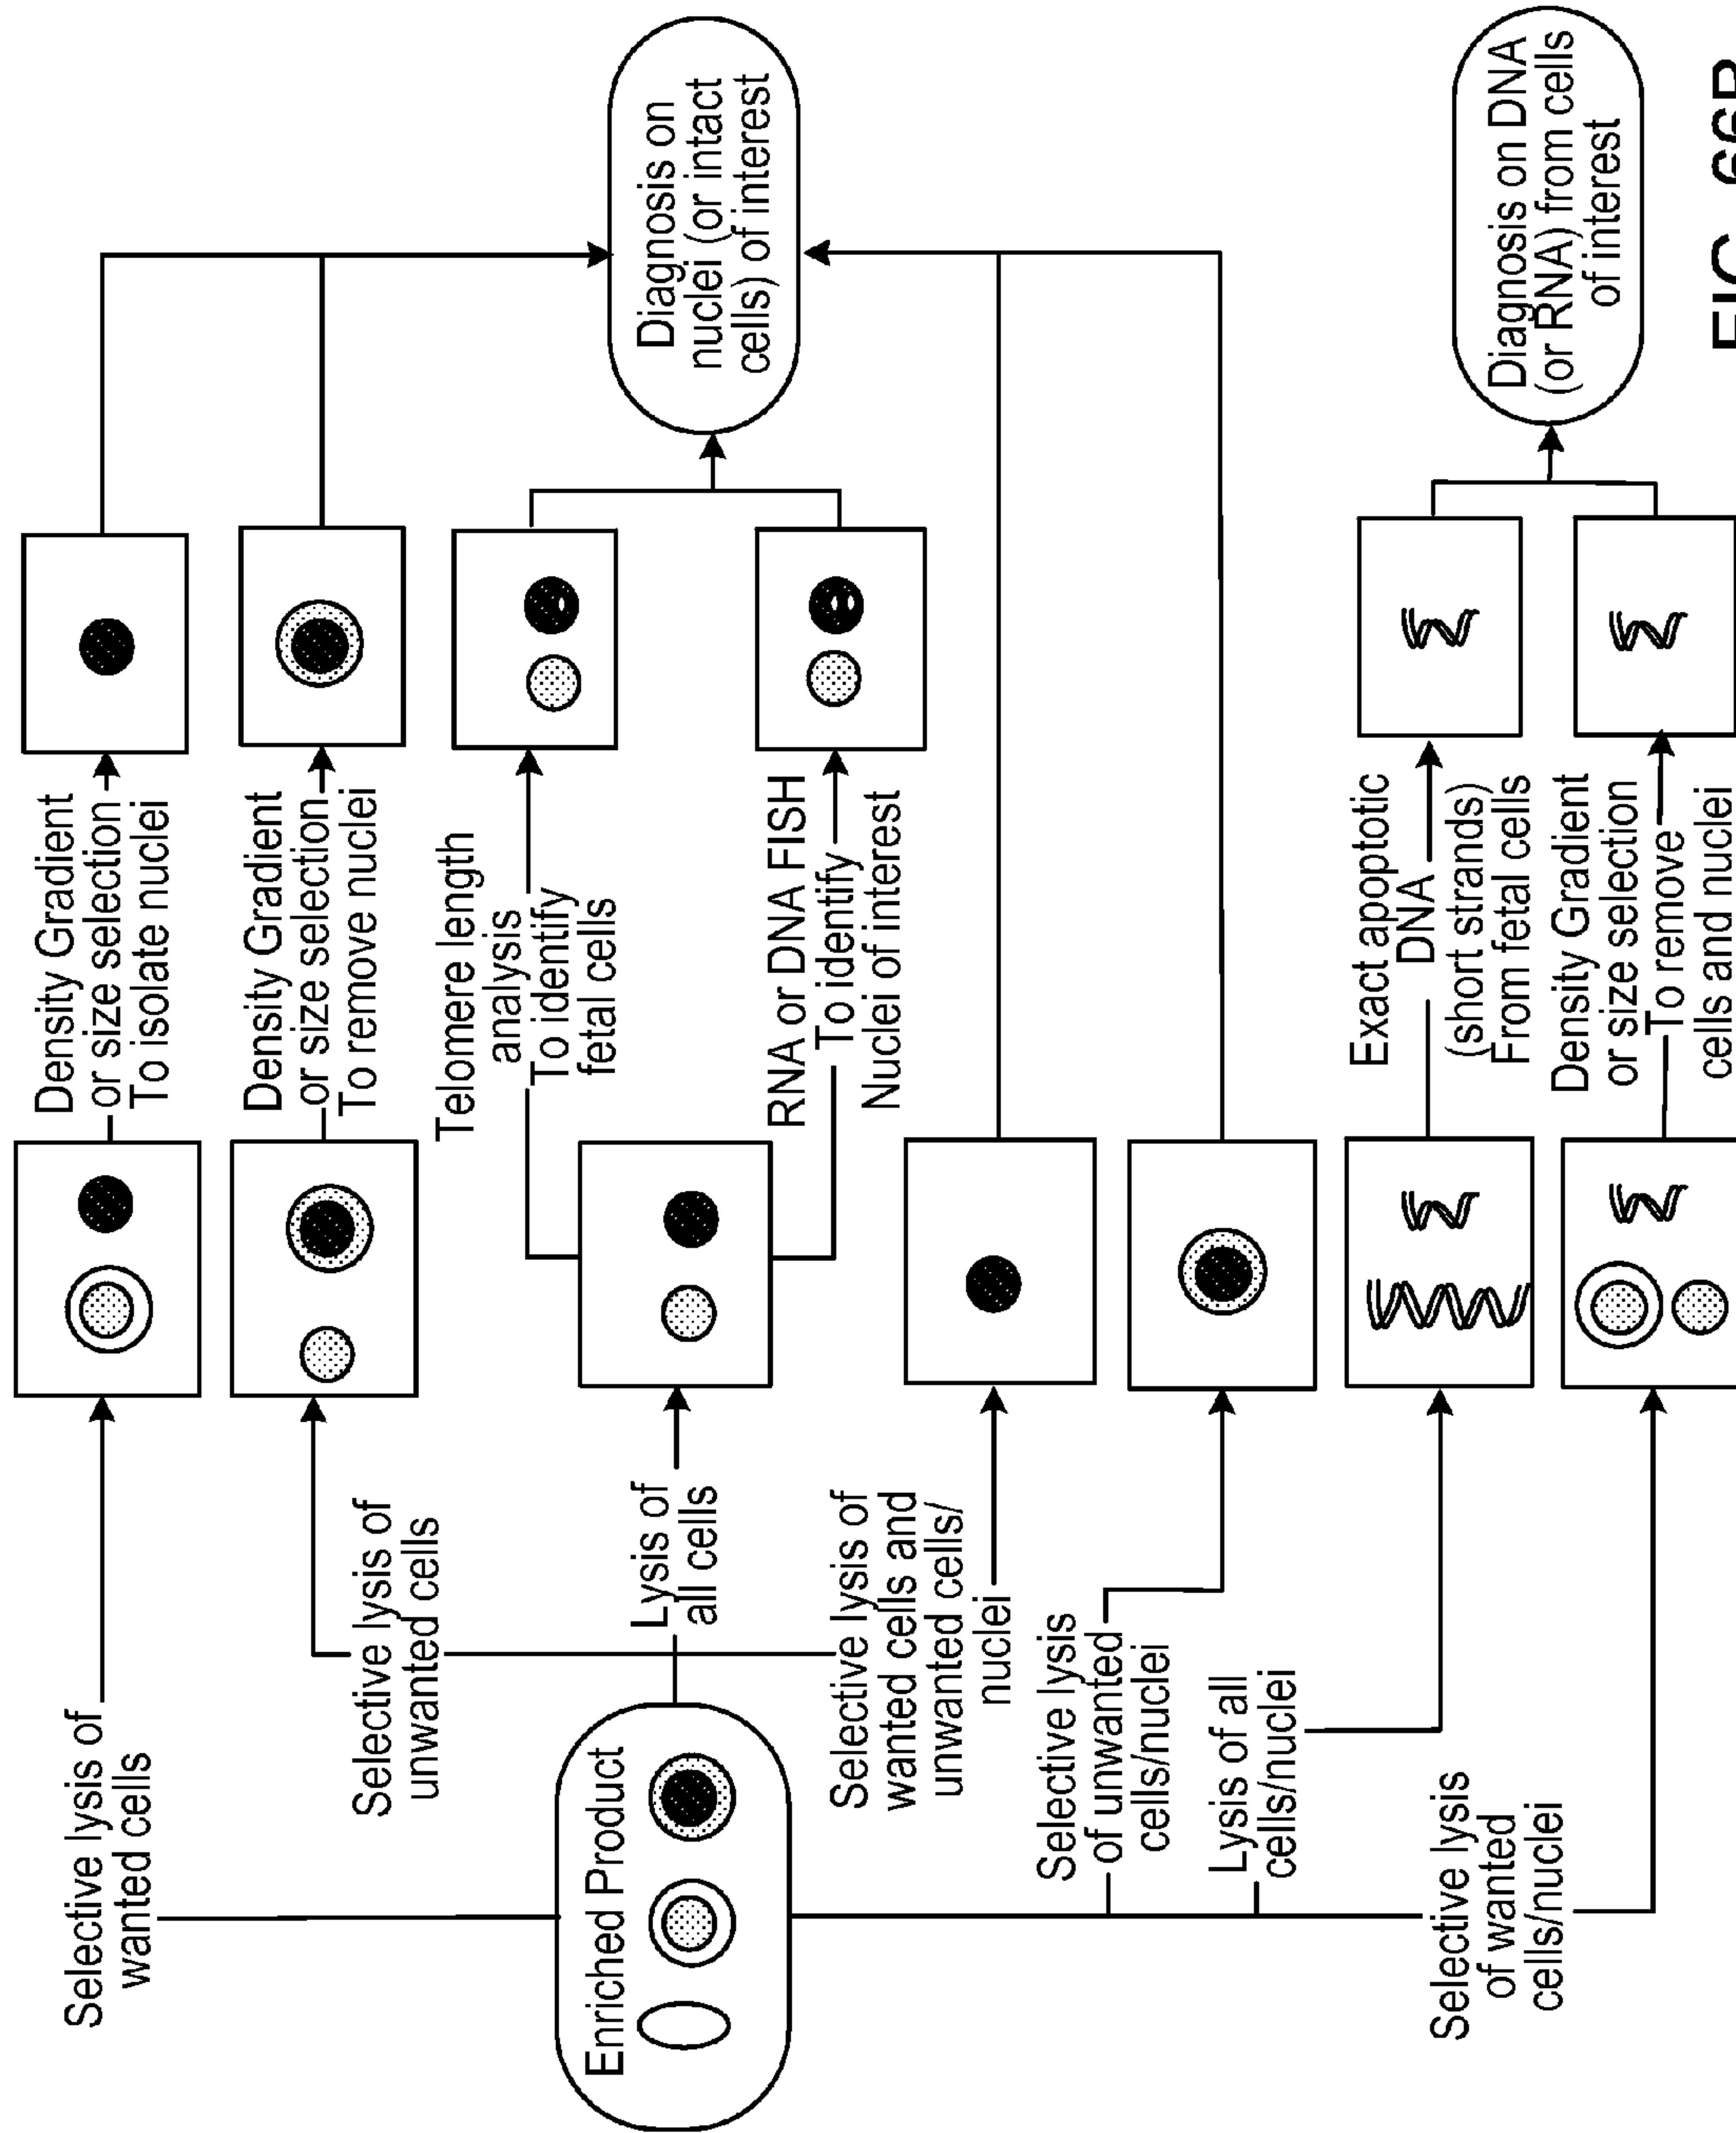 Selective lysis of
wanted cells
Density Gradient
or size selection
To isolate nuclei
Selective lysis of
unwanted cells
Density Gradient
or size selection
To remove nuclei
Enriched Product
Lysis of
all cells
Telomere length
analysis
To identify
fetal cells
RNA or DNA FISH
To identify
Nuclei of interest
Diagnosis on
nuclei (or intact
cells) of interest
Selective lysis of
wanted cells and
unwanted cells/
nuclei
Selective lysis
of unwanted
cells/nuclei
Lysis of all
cells/nuclei
Exact apoptotic
DNA
(short strands)
From fetal cells
Selective lysis
of wanted
cells/nuclei
Density Gradient
or size selection
To remove
cells and nuclei
Diagnosis on DNA
(or RNA) from cells
of interest